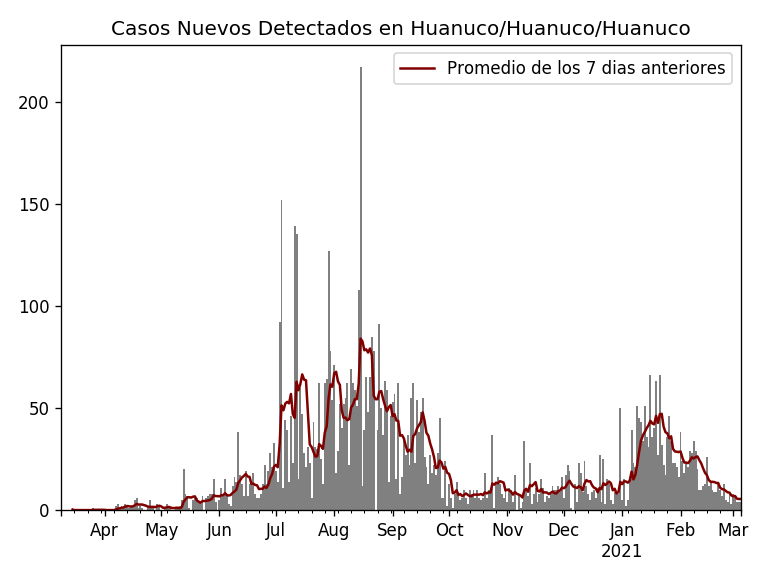 Casos Nuevos Detectados en Huanuco/Huanuco/Huanuco
Promedio de los 7 dias anteriores
200
150
100
50
0
Apr May Jun Jul Aug Sep Oct Nov Dec Jan Feb Mar
2021